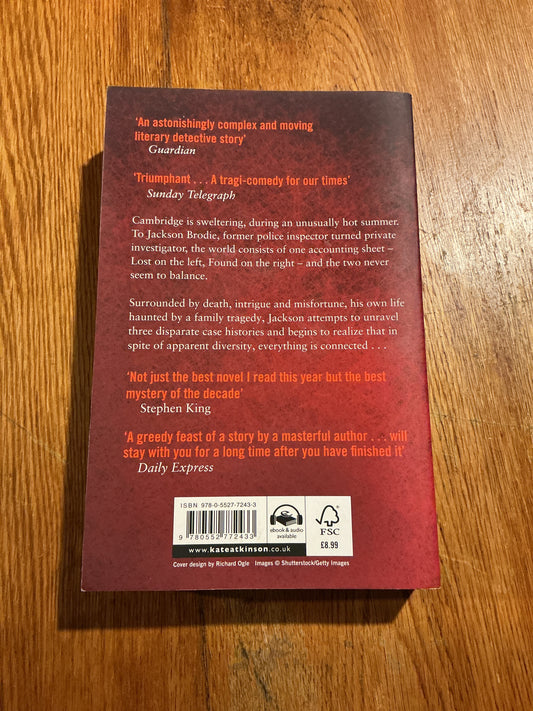 ‘An astonishingly complex and moving
literary detective story’
Guardian
‘Triumphant . . . A tragi-comedy for our times’
Sunday Telegraph
Cambridge is sweltering, during an unusually hot summer.
To Jackson Brodie, former police inspector turned private
investigator, the world consists of one accounting sheet –
Lost on the left, Found on the right – and the two never
seem to balance.
Surrounded by death, intrigue and misfortune, his own life
haunted by a family tragedy, Jackson attempts to unravel
three disparate case histories and begins to realize that in
spite of apparent diversity, everything is connected . . .
‘Not just the best novel I read this year but the best
mystery of the decade’
Stephen King
‘A greedy feast of a story by a masterful author . . . will
stay with you for a long time after you have finished it’
Daily Express
ISBN 978-0-5527-7243-3
9 780552 772433
ebook & audio
available
FSC
£8.99
www.kateatkinson.co.uk
Cover design by Richard Ogle Images © Shutterstock/Getty Images